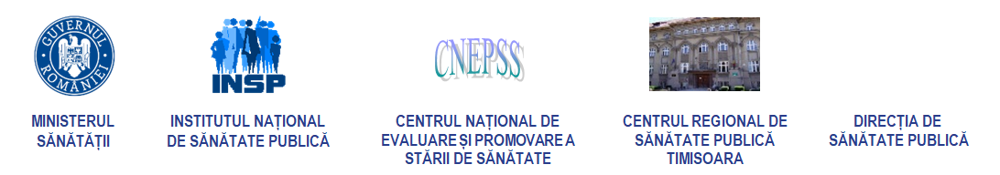 GUVERNUL
ROMÂNIEI
INSP
CNEPSS
MINISTERUL
SĂNĂTĂȚII
INSTITUTUL NAȚIONAL
DE SĂNĂTATE PUBLICĂ
CENTRUL NAȚIONAL DE
EVALUARE ȘI PROMOVARE A
STĂRII DE SĂNĂTATE
CENTRUL REGIONAL DE
SĂNĂTATE PUBLICĂ
TIMISOARA
DIRECȚIA DE
SĂNĂTATE PUBLICĂ